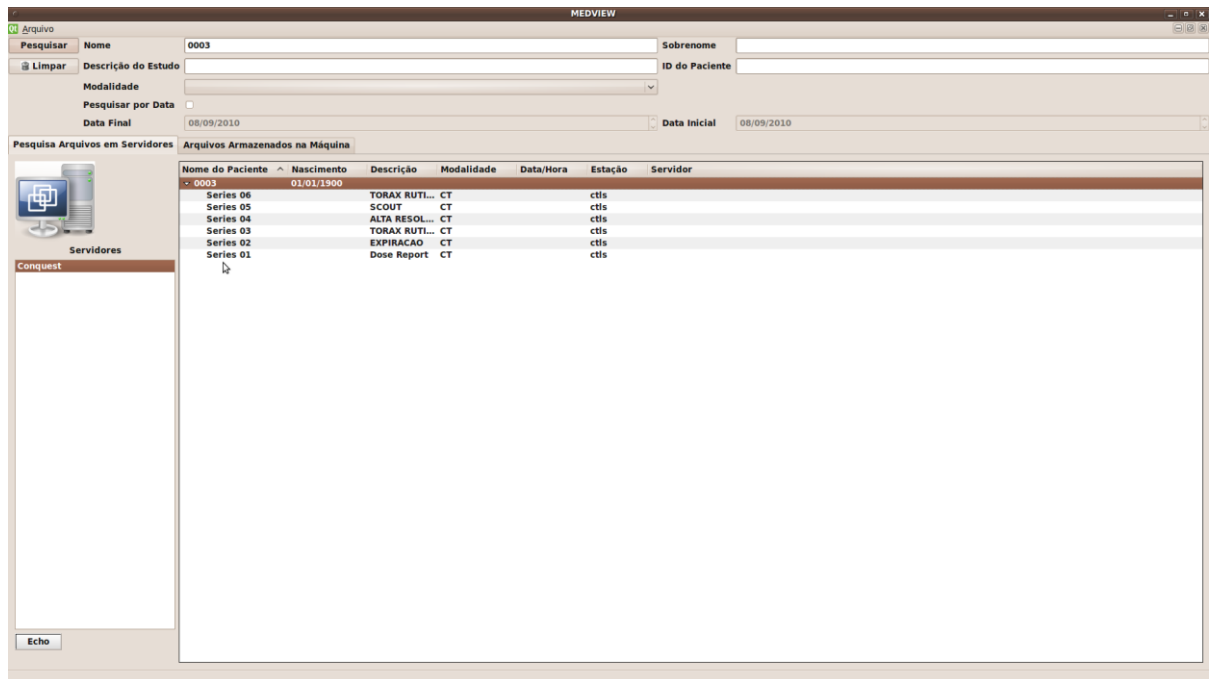 MEDVIEW
Qt Arquivo
Pesquisar Nome 0003 Sobrenome
Limpar Descrição do Estudo ID do Paciente
Modalidade
Pesquisar por Data
Data Final 08/09/2010 Data Inicial 08/09/2010
Pesquisa Arquivos em Servidores Arquivos Armazenados na Máquina
Nome do Paciente Nascimento Descrição Modalidade Data/Hora Estação Servidor
0003 01/01/1900
Series 06 TORAX RUTI... CT ctls
Series 05 SCOUT CT ctls
Series 04 ALTA RESOL... CT ctls
Series 03 TORAX RUTI... CT ctls
Series 02 EXPIRACAO CT ctls
Series 01 Dose Report CT ctls
Servidores
Conquest
Echo